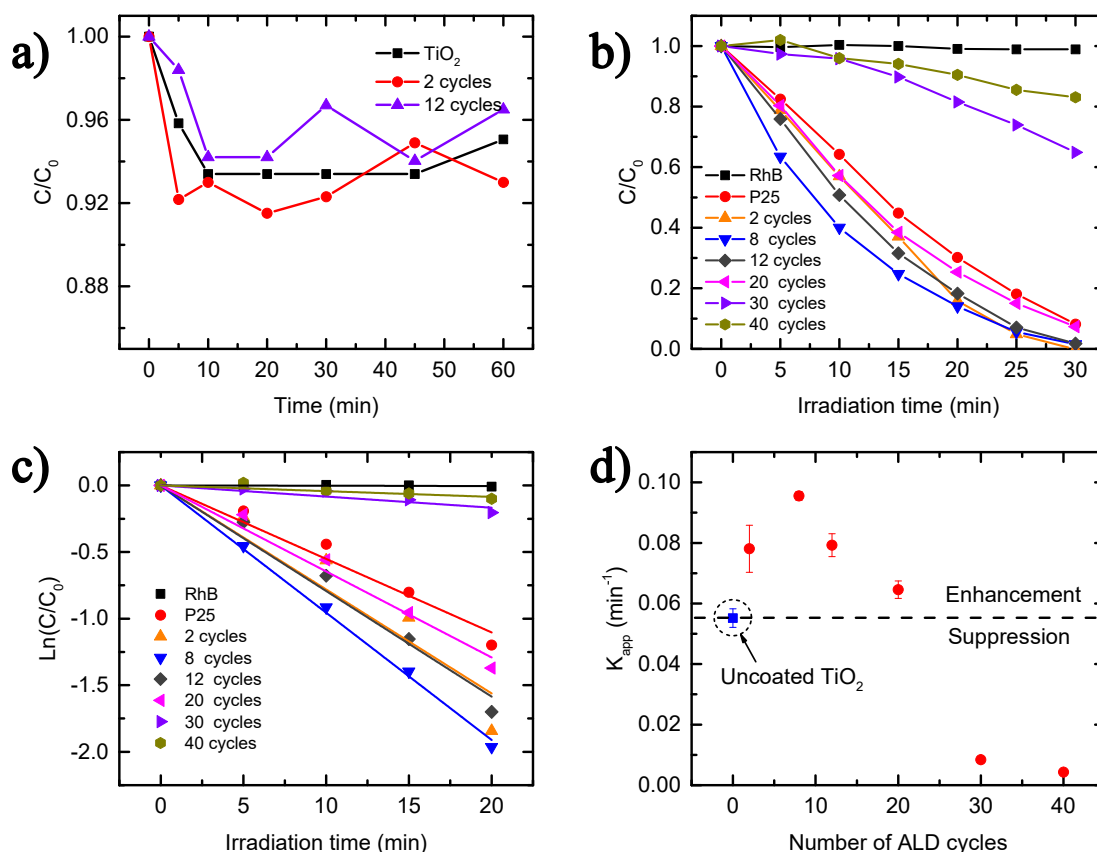 a)
1.00
0.96
0.92
0.88
C/C0
0 10 20 30 40 50 60
Time (min)
TiO2
2 cycles
12 cycles
b)
1.0
0.8
0.6
0.4
0.2
0.0
C/C0
0 5 10 15 20 25 30
Irradiation time (min)
RhB
P25
2 cycles
8 cycles
12 cycles
20 cycles
30 cycles
40 cycles
c)
0.0
-0.5
-1.0
-1.5
-2.0
Ln(C/C0)
0 5 10 15 20
Irradiation time (min)
RhB
P25
2 cycles
8 cycles
12 cycles
20 cycles
30 cycles
40 cycles
d)
0.10
0.08
0.06
0.04
0.02
0.00
Kapp (min-1)
0 10 20 30 40
Number of ALD cycles
Enhancement
Suppression
Uncoated TiO2